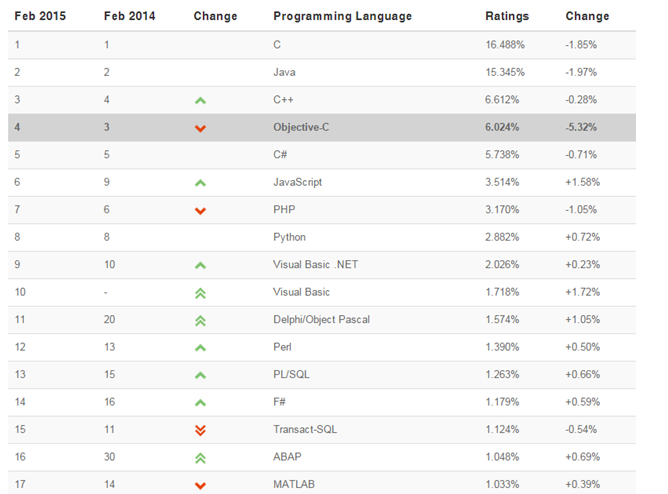 Feb 2015 Feb 2014 Change Programming Language Ratings Change
1 1 C 16.488% -1.85%
2 2 Java 15.345% -1.97%
3 4 C++ 6.612% -0.28%
4 3 Objective-C 6.024% -5.32%
5 5 C# 5.738% -0.71%
6 9 JavaScript 3.514% +1.58%
7 6 PHP 3.170% -1.05%
8 8 Python 2.882% +0.72%
9 10 Visual Basic .NET 2.026% +0.23%
10 - Visual Basic 1.718% +1.72%
11 20 Delphi/Object Pascal 1.574% +1.05%
12 13 Perl 1.390% +0.50%
13 15 PL/SQL 1.263% +0.66%
14 16 F# 1.179% +0.59%
15 11 Transact-SQL 1.124% -0.54%
16 30 ABAP 1.048% +0.69%
17 14 MATLAB 1.033% +0.39%